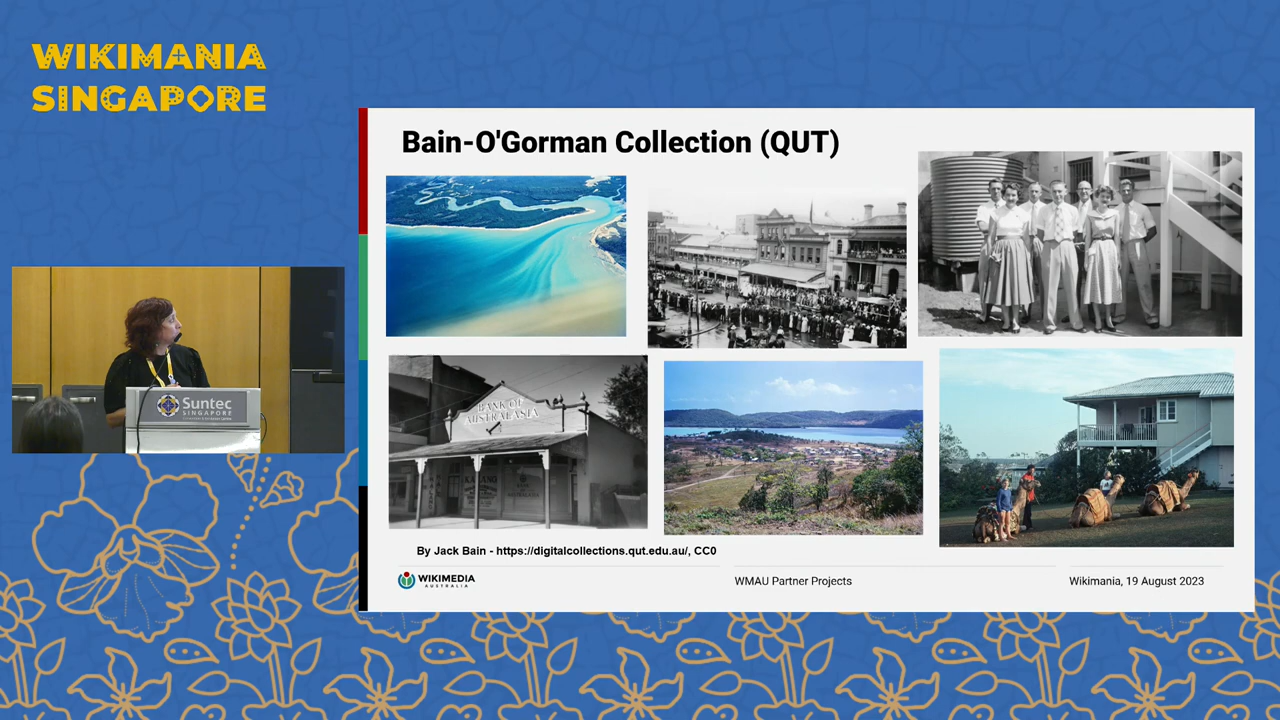 WIKIMANIA
SINGAPORE
Bain-O'Gorman Collection (QUT)
BANK OF
AUSTRALASIA
Suntec
SINGAPORE
By Jack Bain - https://digitalcollections.qut.edu.au/, CC0
WIKIMEDIA
AUSTRALIA
WMAU Partner Projects
Wikimania, 19 August 2023